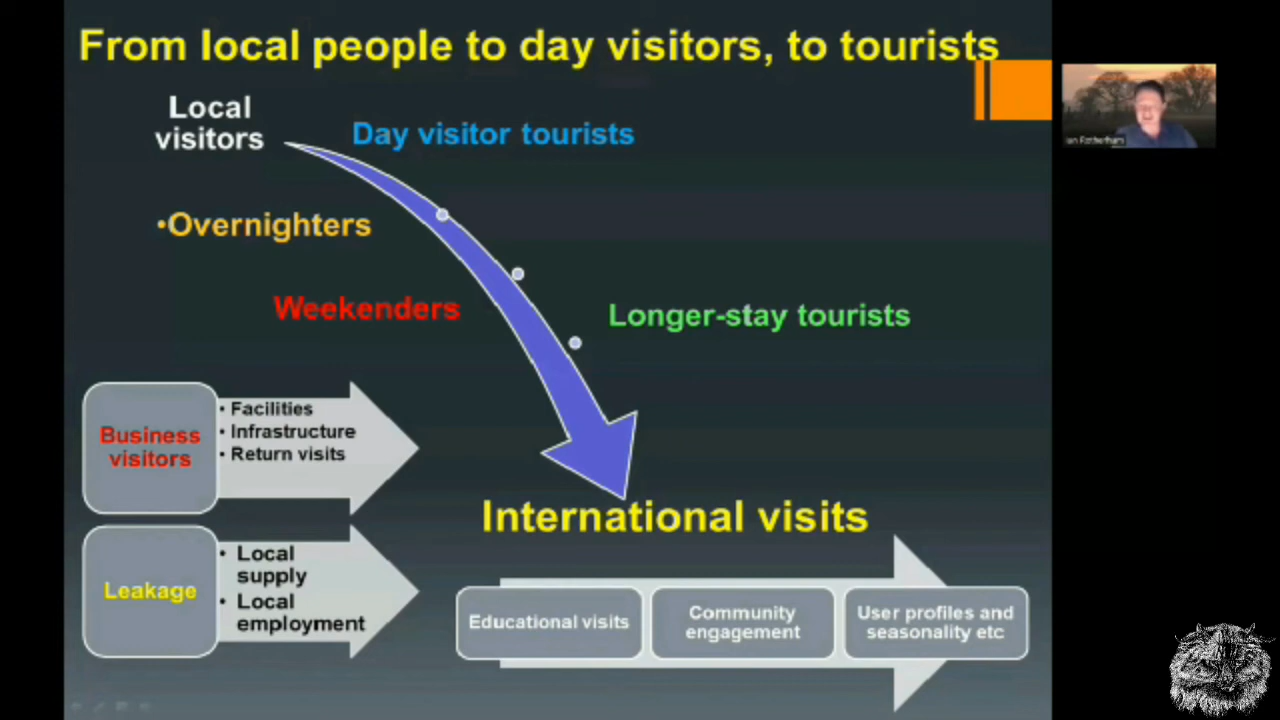 From local people to day visitors, to tourists
Local
visitors
Day visitor tourists
•Overnighters
Weekenders
Longer-stay tourists
Business
visitors
• Facilities
• Infrastructure
• Return visits
Leakage
• Local
supply
• Local
employment
International visits
Educational visits
Community
engagement
User profiles and
seasonality etc
Ian Rotherham